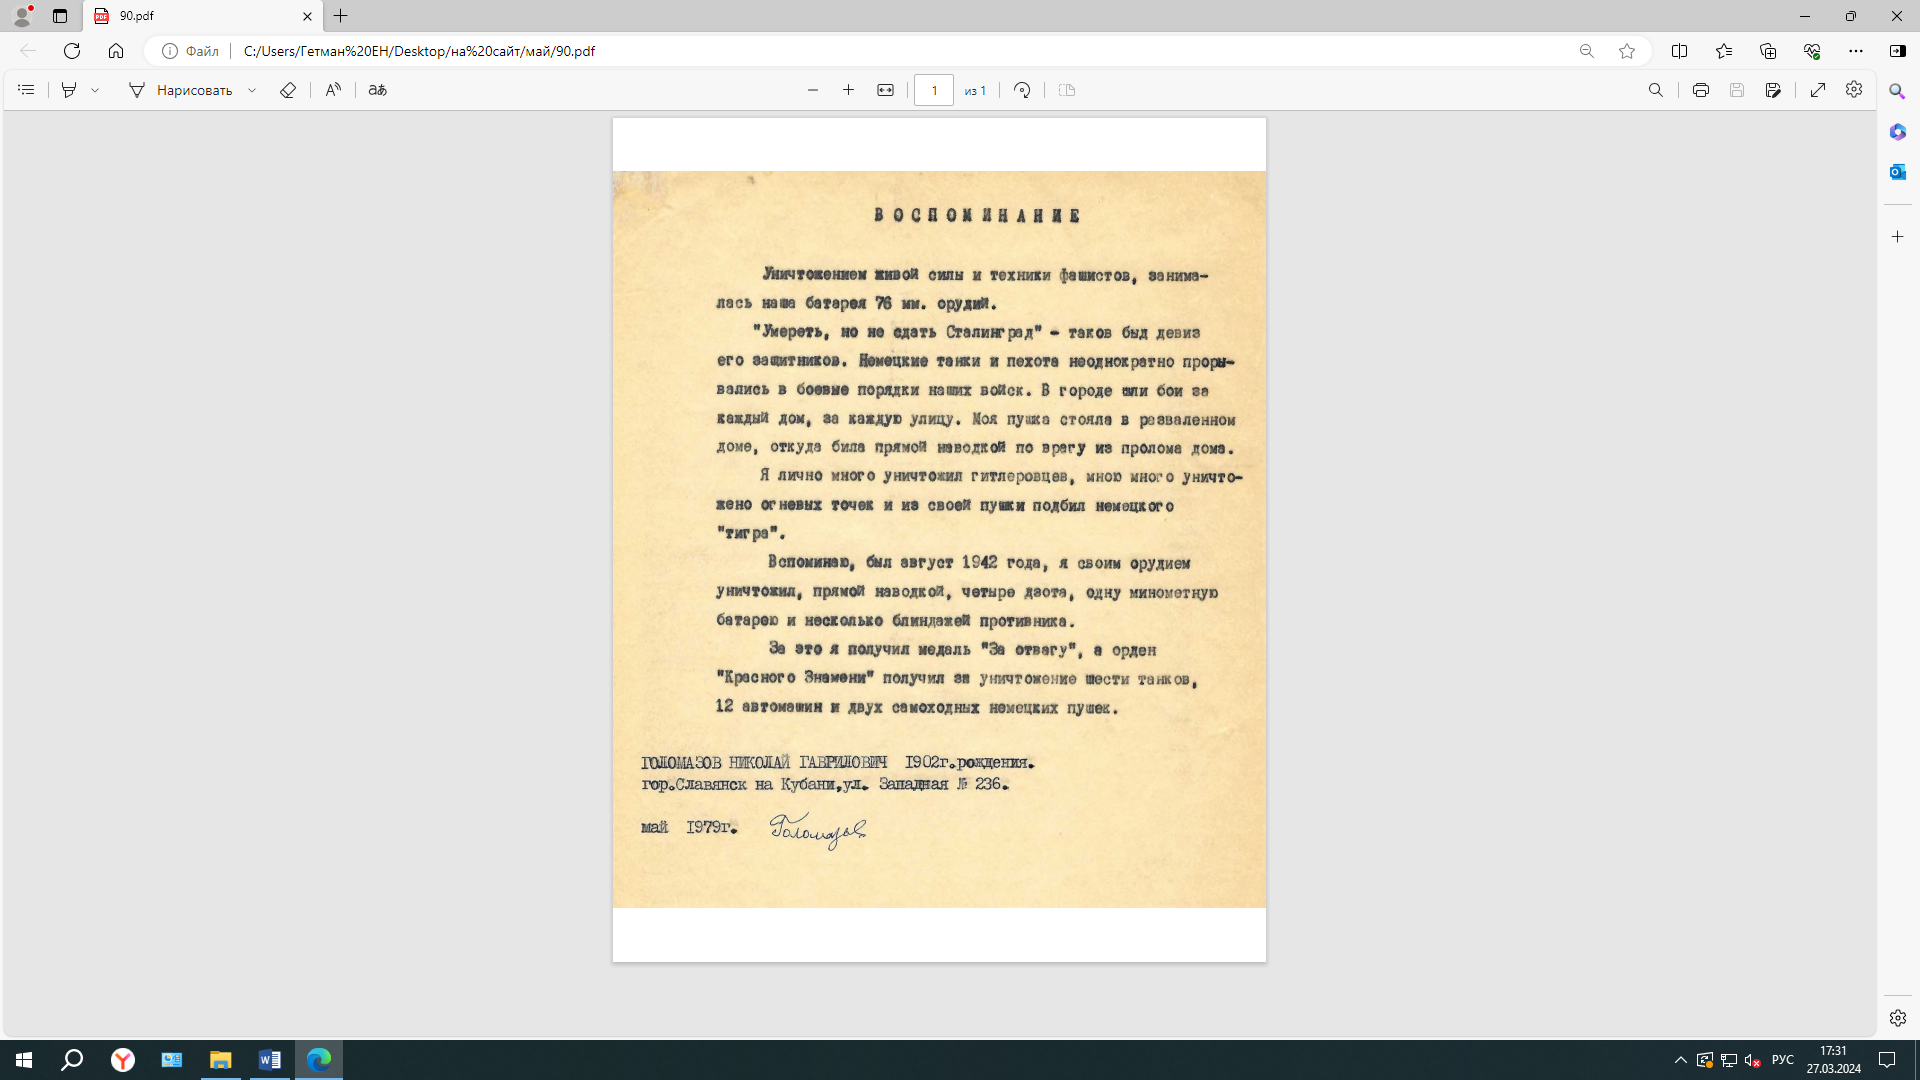 90.pdf
Файл
C:/Users/Гетман%20ЕН/Desktop/на%20сайт/май/90.pdf
Нарисовать
1
из 1
ВОСПОМИНАНИЕ
Уничтожением живой силы и техники фашистов, занима-
лась наша батарея 76 мм. орудий.
"Умереть, но не сдать Сталинград" - таков был девиз
его защитников. Немецкие танки и пехота неоднократно проры-
вались в боевые порядки наших войск. В городе шли бои за
каждый дом, за каждую улицу. Моя пушка стояла в разваленном
доме, откуда била прямой наводкой по врагу из пролома дома.
Я лично много уничтожил гитлеровцев, мною много уничто-
жено огневых точек и из своей пушки подбил немецкого
"тигра".
Вспоминаю, был август 1942 года, я своим орудием
уничтожил, прямой наводкой, четыре дзота, одну минометную
батарею и несколько блиндажей противника.
За это я получил медаль "За отвагу", а орден
"Красного Знамени" получил за уничтожение шести танков,
12 автомашин и двух самоходных немецких пушек.
ГОЛОМАЗОВ НИКОЛАЙ ГАВРИЛОВИЧ 1902г.рождения.
гор.Славянск на Кубани,ул. Западная № 236.
май 1979г. Голомазов
РУС
17:31
27.03.2024